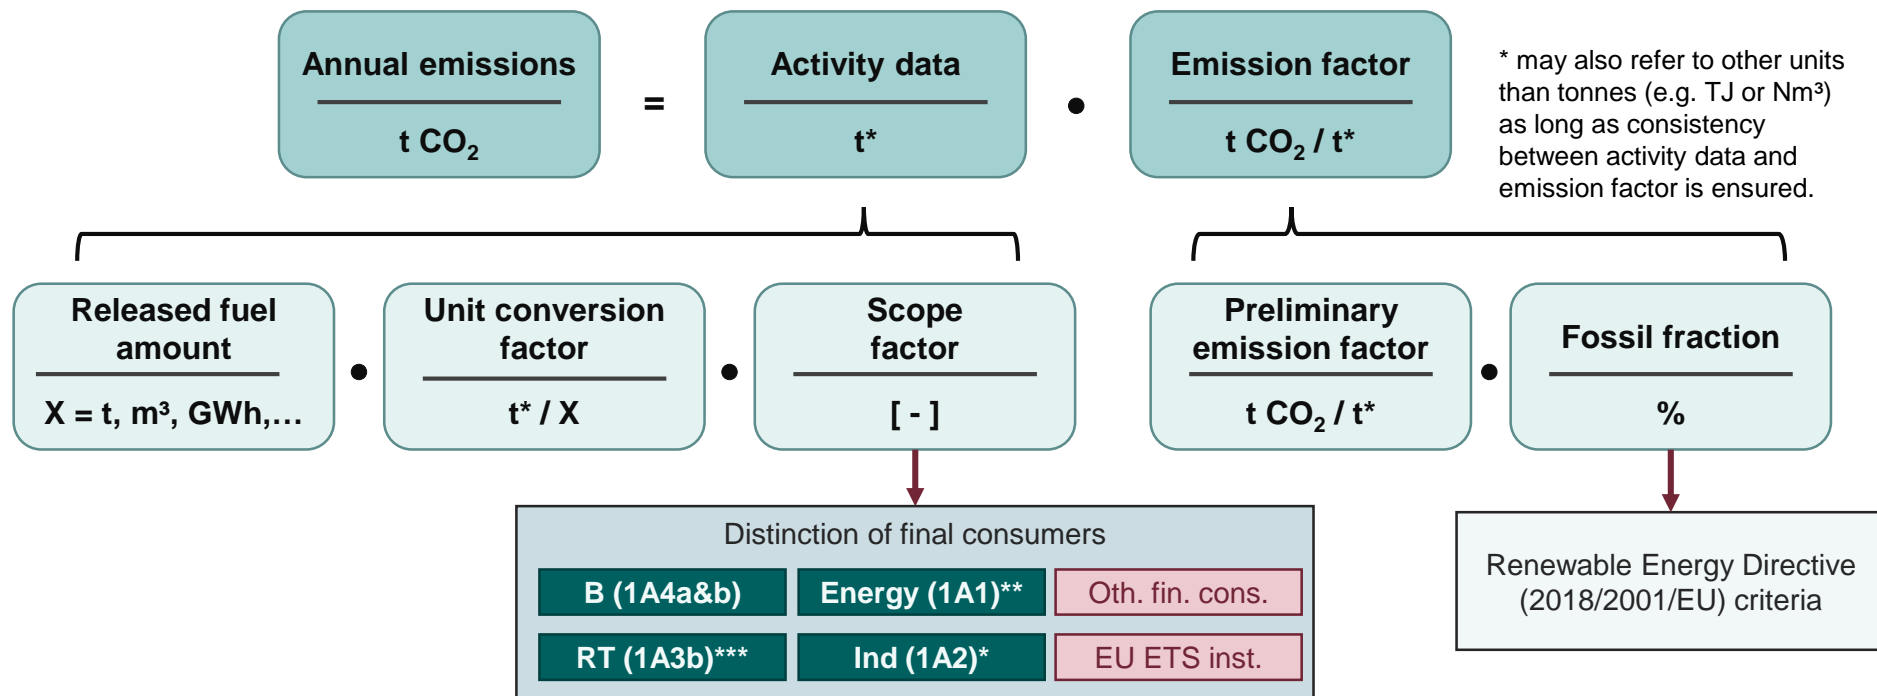 Annual emissions
t CO₂
=
Activity data
t*
•
Emission factor
t CO₂ / t*
* may also refer to other units
than tonnes (e.g. TJ or Nm³)
as long as consistency
between activity data and
emission factor is ensured.
Released fuel
amount
X = t, m³, GWh,…
•
Unit conversion
factor
t* / X
•
Scope
factor
[ - ]
Preliminary
emission factor
t CO₂ / t*
•
Fossil fraction
%
Distinction of final consumers
B (1A4a&b)
Energy (1A1)**
Oth. fin. cons.
RT (1A3b)***
Ind (1A2)*
EU ETS inst.
Renewable Energy Directive
(2018/2001/EU) criteria